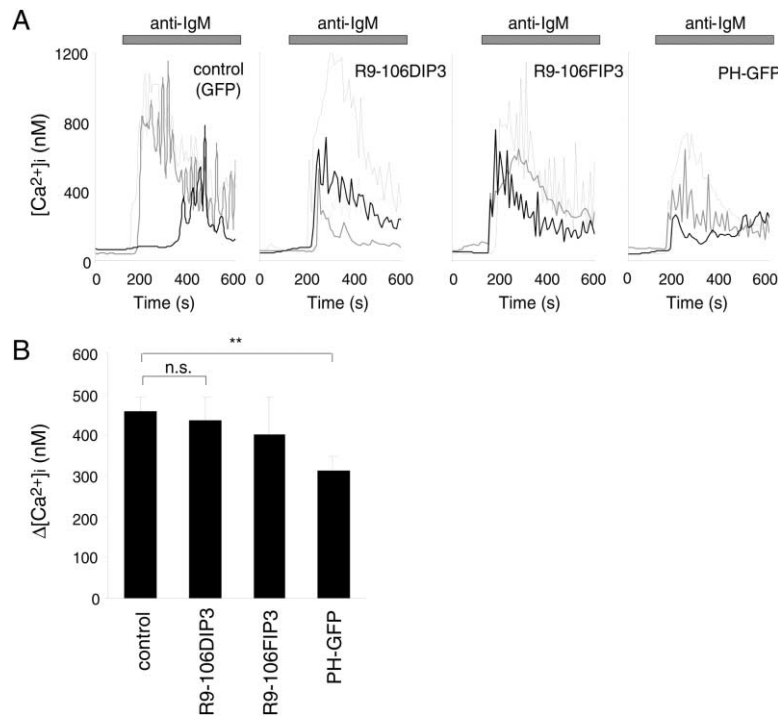 A
anti-IgM
anti-IgM
anti-IgM
anti-IgM
[Ca2+]i (nM)
1200
800
400
0
control
(GFP)
R9-106DIP3
R9-106FIP3
PH-GFP
0 200 400 600
0 200 400 600
0 200 400 600
0 200 400 600
Time (s)
Time (s)
Time (s)
Time (s)
B
Δ[Ca2+]i (nM)
600
500
400
300
200
100
0
**
n.s.
control
R9-106DIP3
R9-106FIP3
PH-GFP